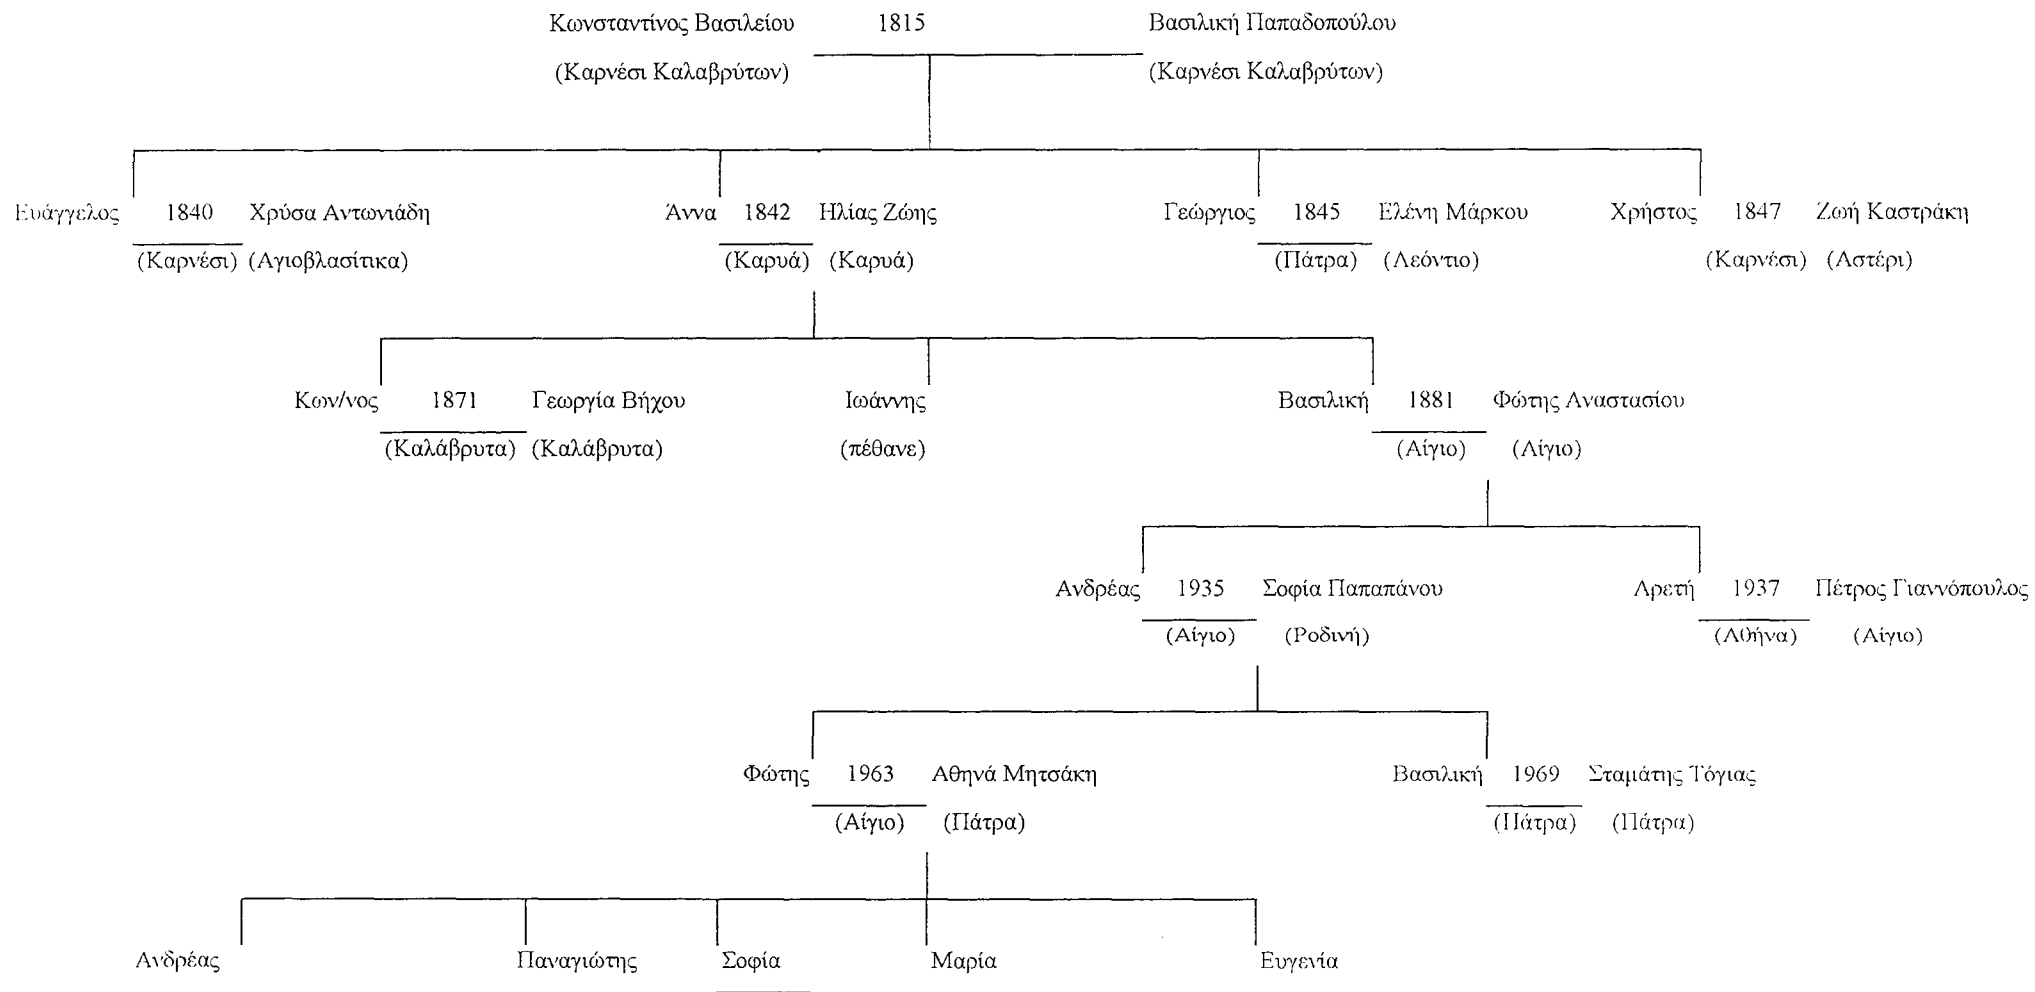 Κωνσταντίνος Βασιλείου 1815 Βασιλική Παπαδοπούλου
(Καρνέσι Καλαβρύτων) (Καρνέσι Καλαβρύτων)
Ευάγγελος 1840 Χρύσα Αντωνιάδη Άννα 1842 Ηλίας Ζώης Γεώργιος 1845 Ελένη Μάρκου Χρήστος 1847 Ζωή Καστράκη
(Καρνέσι) (Αγιοβλασίτικα) (Καρυά) (Καρυά) (Πάτρα) (Λεόντιο) (Καρνέσι) (Αστέρι)
Κων/νος 1871 Γεωργία Βήχου Ιωάννης Βασιλική 1881 Φώτης Αναστασίου
(Καλάβρυτα) (Καλάβρυτα) (πέθανε) (Αίγιο) (Αίγιο)
Ανδρέας 1935 Σοφία Παπαπάνου Αρετή 1937 Πέτρος Γιαννόπουλος
(Αίγιο) (Ροδινή) (Αθήνα) (Αίγιο)
Φώτης 1963 Αθηνά Μητσάκη Βασιλική 1969 Σταμάτης Τόγιας
(Αίγιο) (Πάτρα) (Πάτρα) (Πάτρα)
Ανδρέας Παναγιώτης Σοφία Μαρία Ευγενία